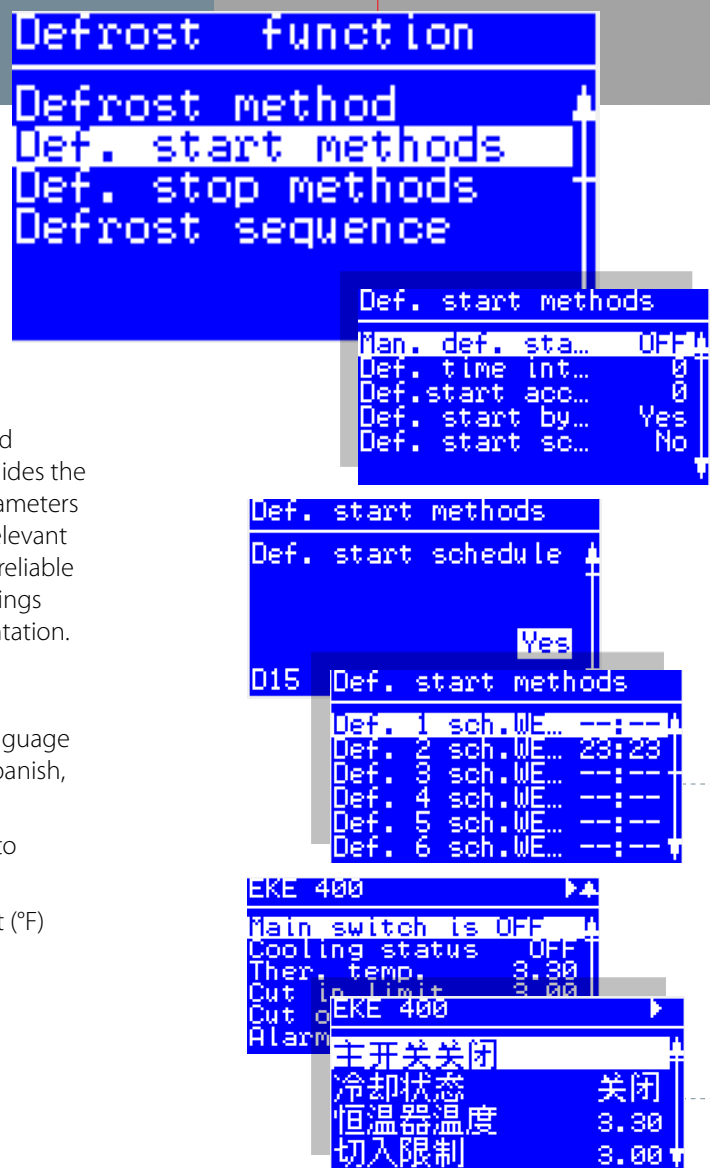 Defrost function
Defrost method
Def. start methods
Def. stop methods
Defrost sequence
Def. start methods
Man. def. sta... OFF
Def. time int... 0
Def.start acc... 0
Def. start by... Yes
Def. start sc... No
d
ides the
ameters
elevant
reliable
ings
tation.
Def. start methods
Def. start schedule
Yes
D15
Def. start methods
Def. 1 sch.WE... --:--
Def. 2 sch.WE... 23:23
Def. 3 sch.WE... --:--
Def. 4 sch.WE... --:--
Def. 5 sch.WE... --:--
Def. 6 sch.WE... --:--
guage
panish,
to
t (°F)
EKE 400
Main switch is OFF
Cooling status OFF
Ther. temp. 3.30
Cut in limit 3.00
Cut o
Alarm
EKE 400
主开关关闭
冷却状态 关闭
恒温器温度 3.30
切入限制 3.00